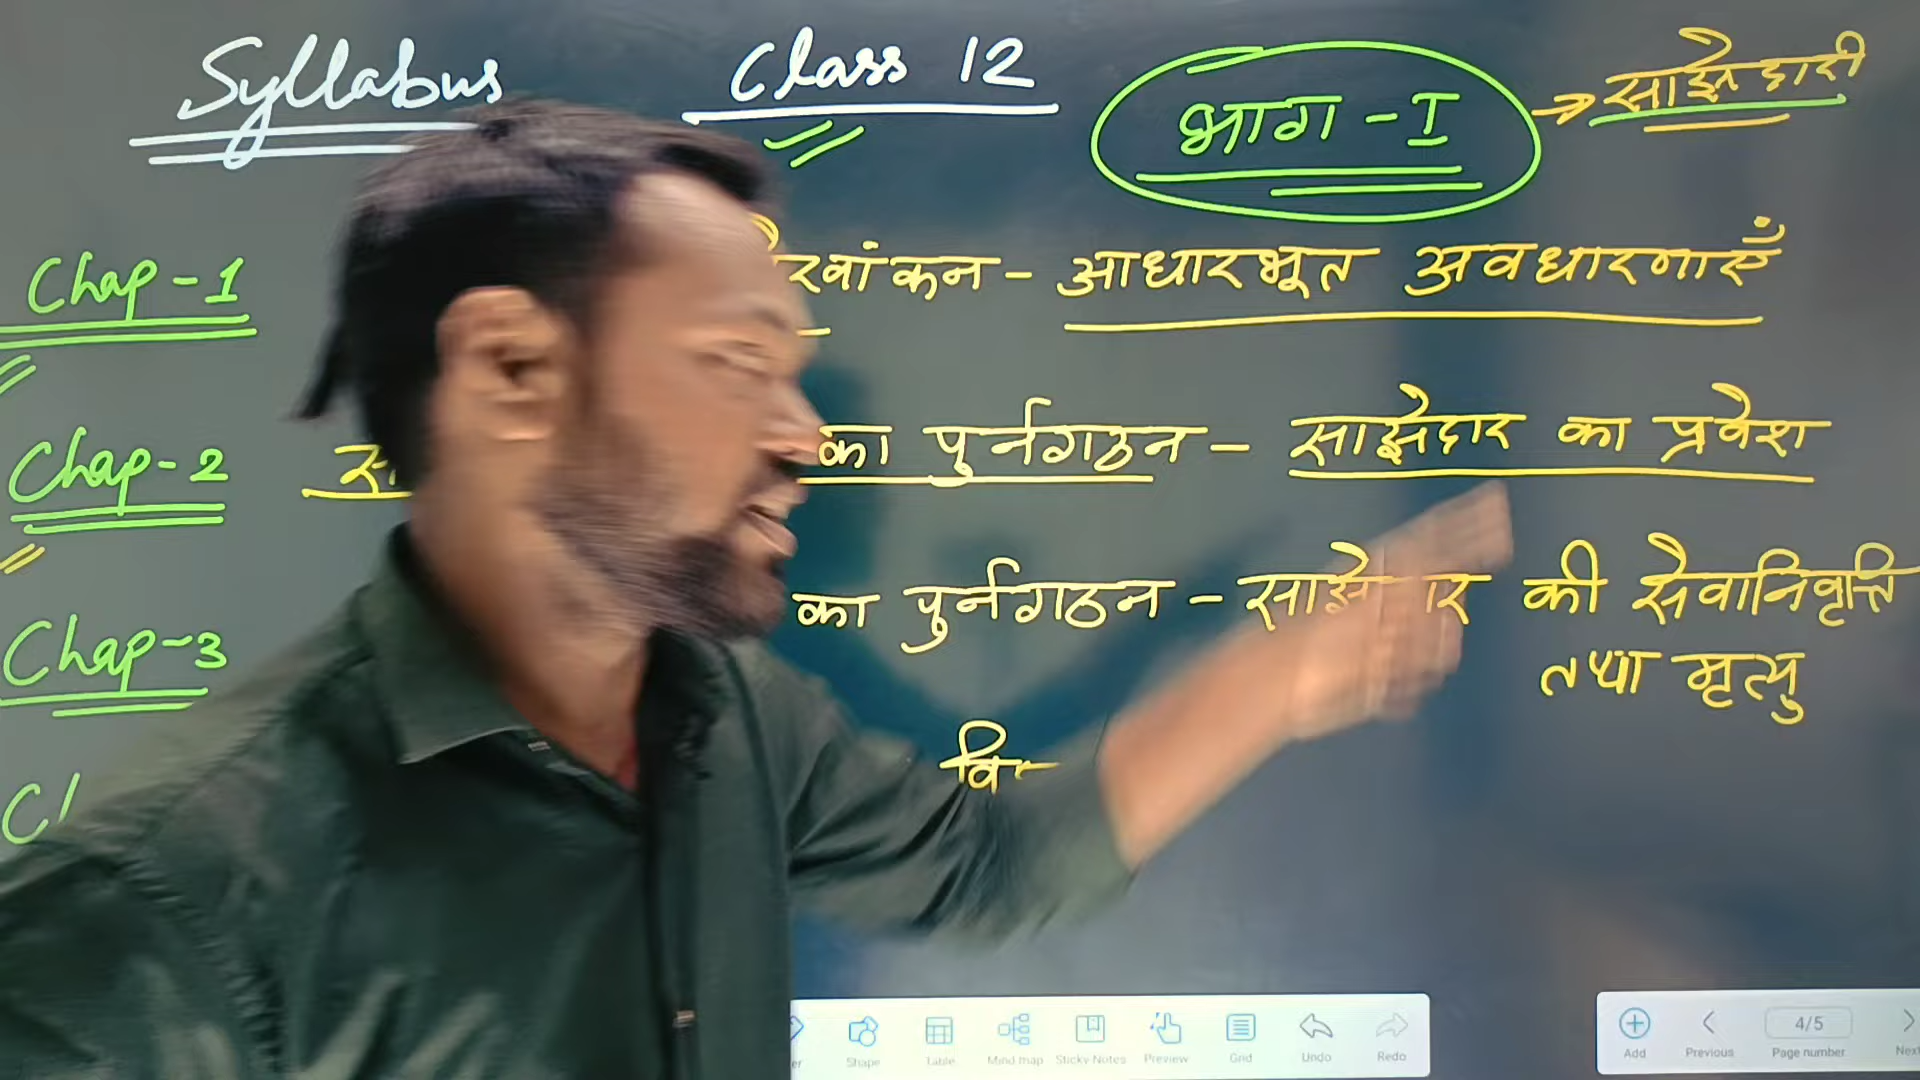 Syllabus Class 12 भाग - I → साझेदारी
Chap - 1 खांकन - आधारभूत अवधारणाएँ
Chap - 2 का पुर्नगठन - साझेदार का प्रवेश
Chap - 3 का पुर्नगठन - की सेवानिवृत्ति
तथा मृत्यु
Shape Table Mind map Sticky Notes Preview Grid Undo Redo Add Previous 4/5 Page number Next